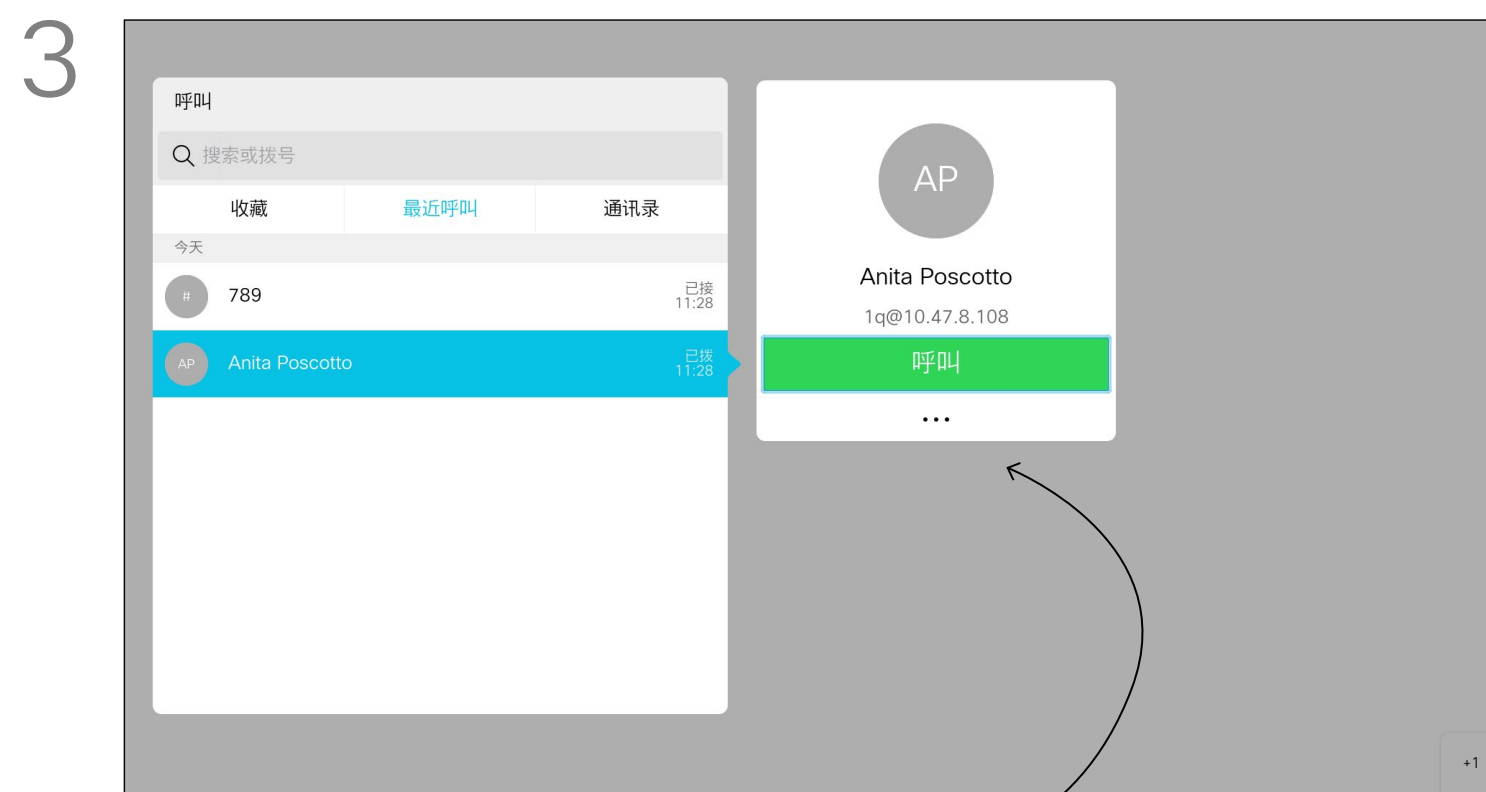 3
呼叫
搜索或拨号
收藏
最近呼叫
通讯录
今天
#
789
已接
11:28
AP
Anita Poscotto
已拨
11:28
AP
Anita Poscotto
1q@10.47.8.108
呼叫
...
+1